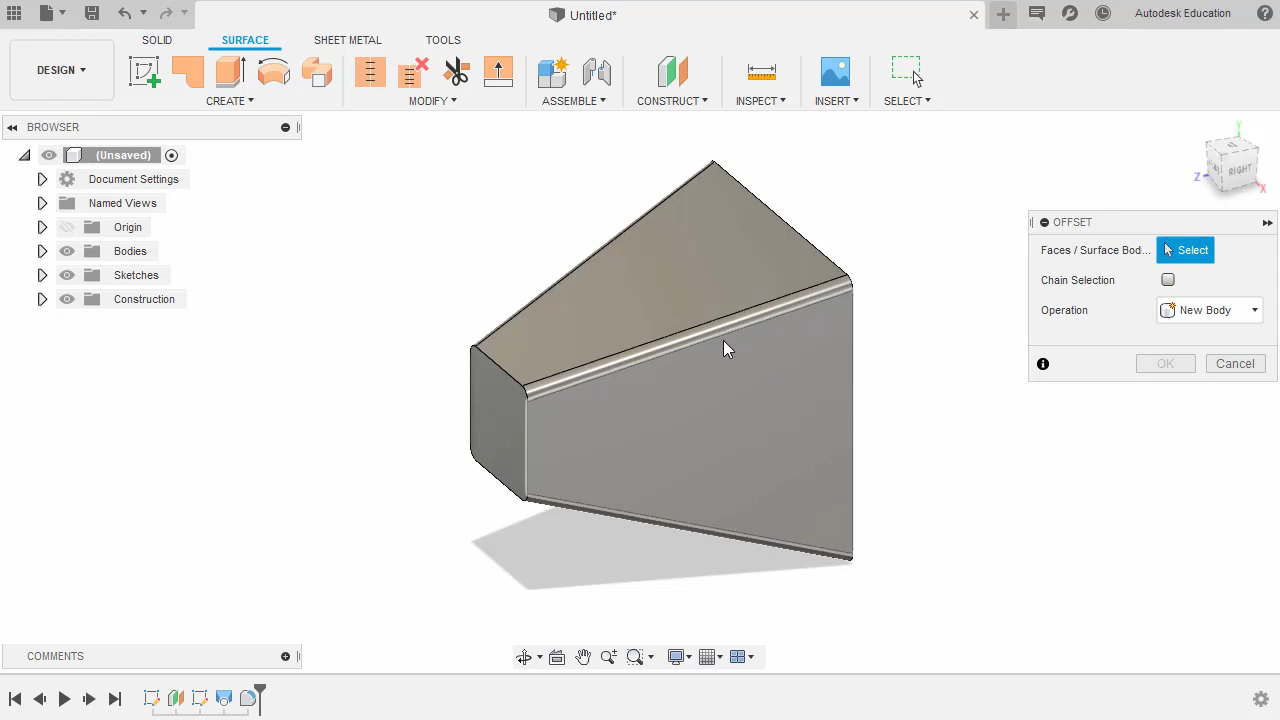 Untitled*
Autodesk Education
DESIGN
SOLID
SURFACE
SHEET METAL
TOOLS
CREATE
MODIFY
ASSEMBLE
CONSTRUCT
INSPECT
INSERT
SELECT
BROWSER
(Unsaved)
Document Settings
Named Views
Origin
Bodies
Sketches
Construction
Y
RIGHT
Z
X
OFFSET
Faces / Surface Bod...
Select
Chain Selection
Operation
New Body
OK
Cancel
COMMENTS